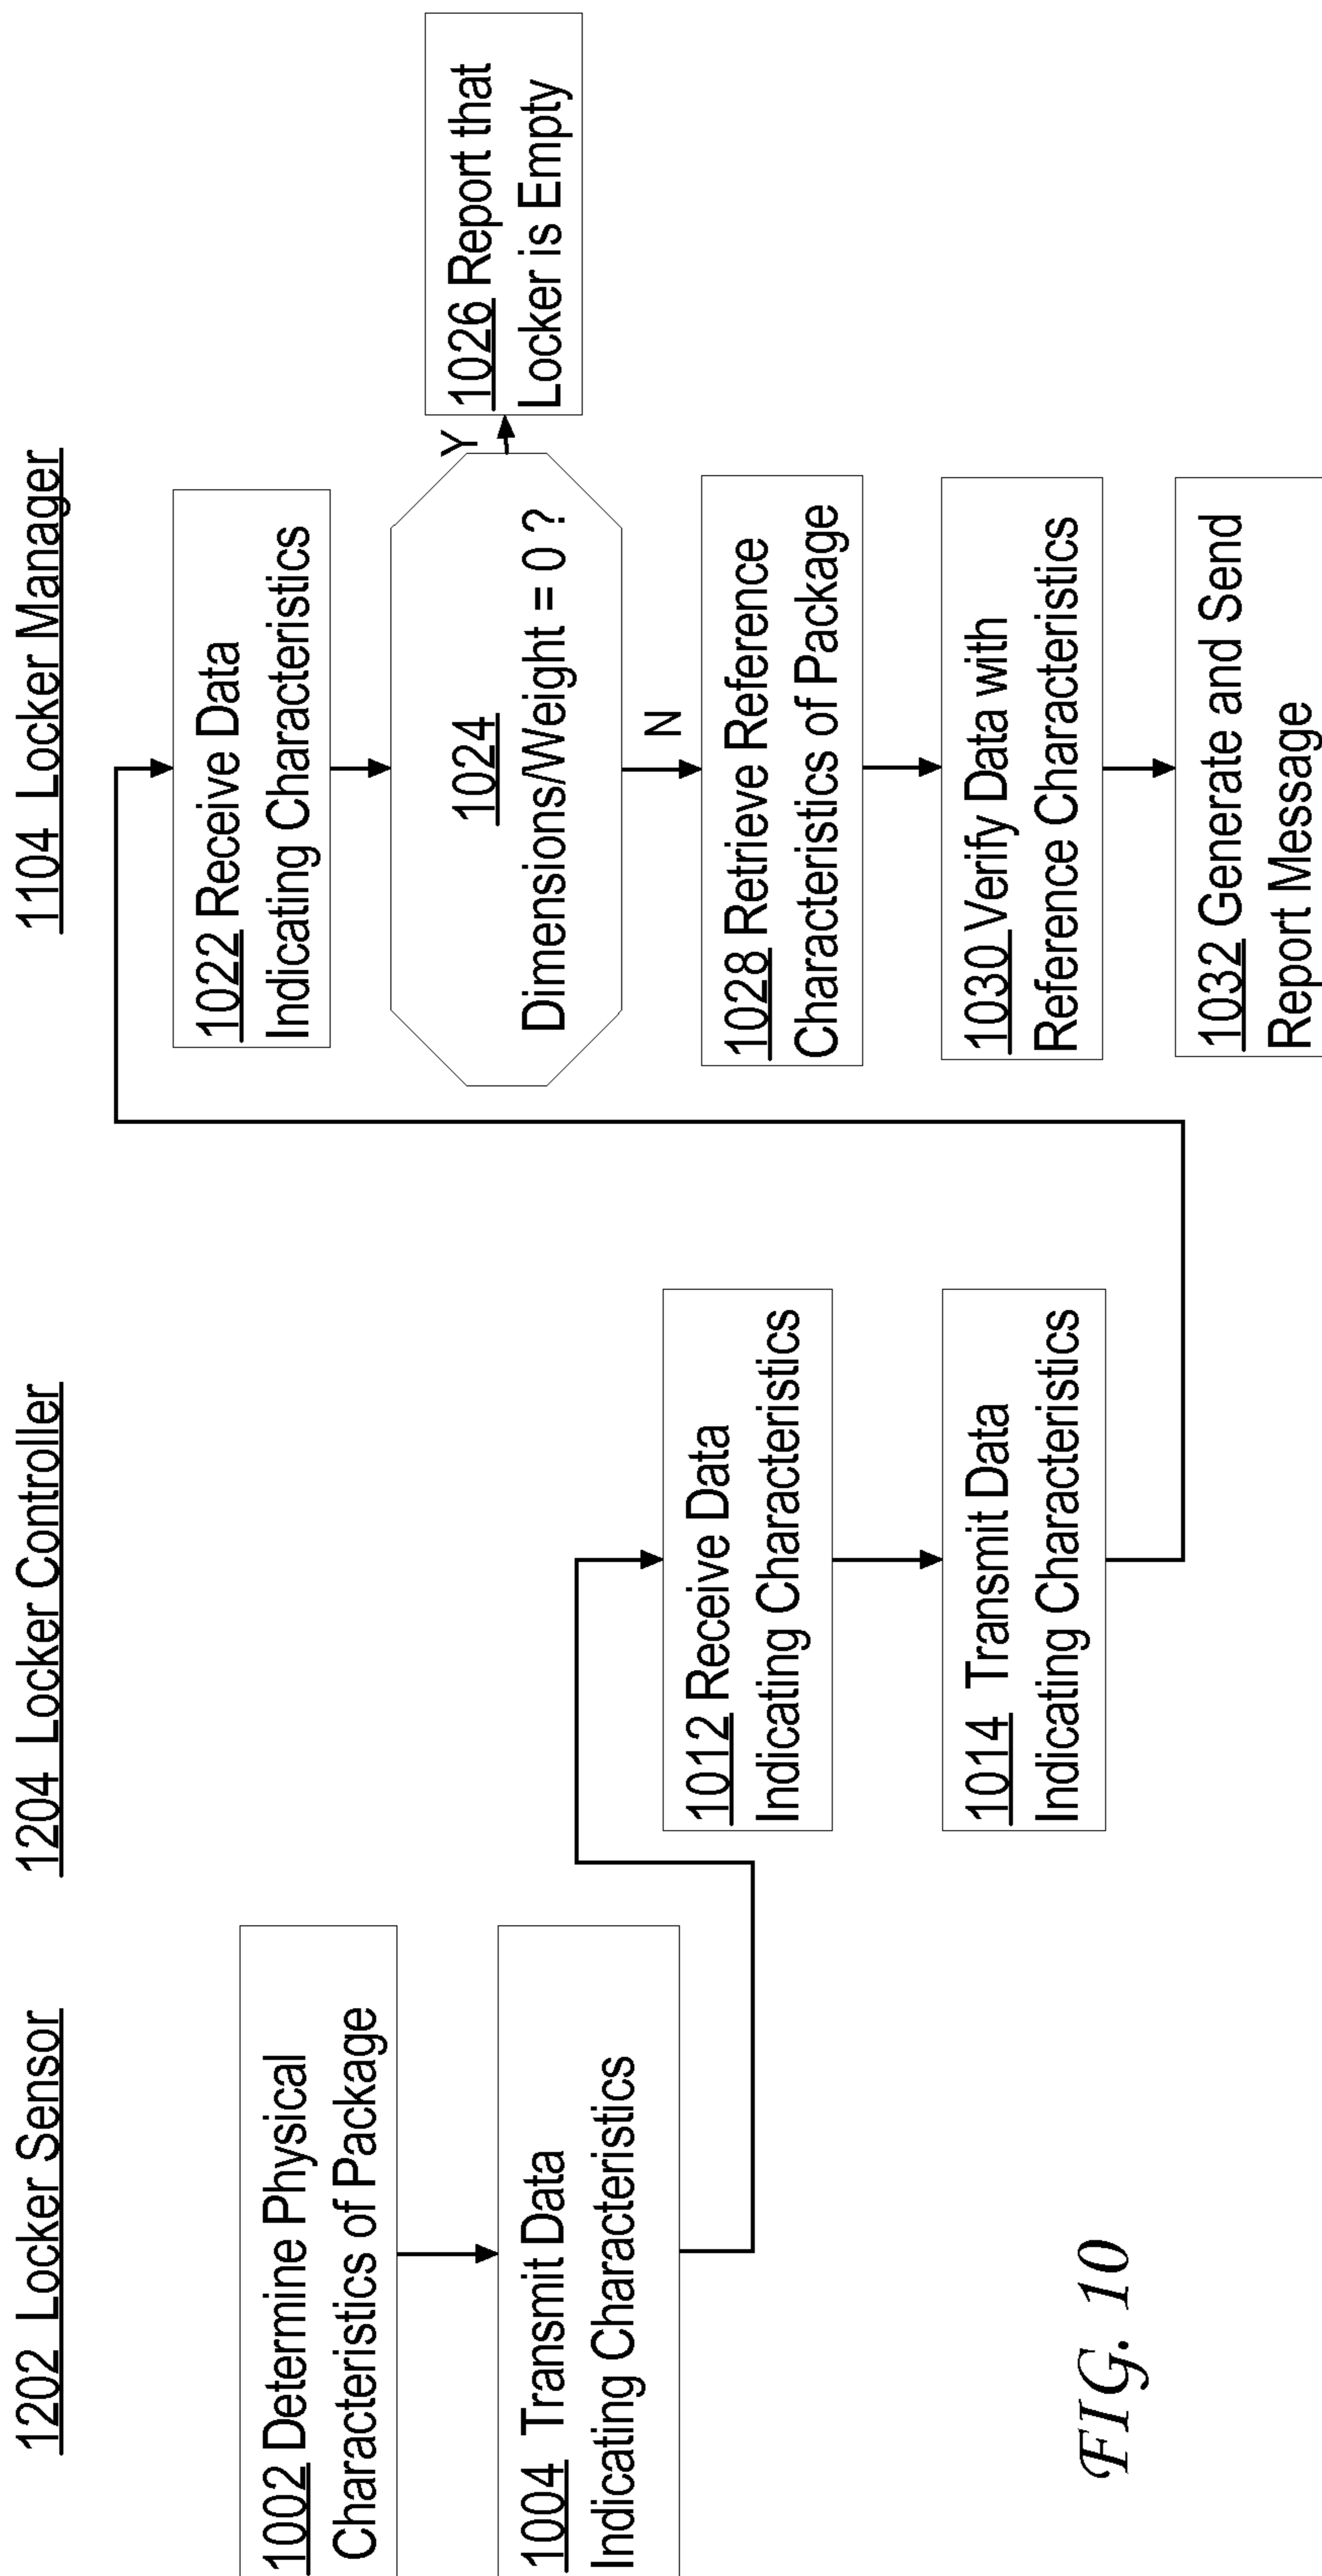 1202 Locker Sensor
1204 Locker Controller
1104 Locker Manager
1002 Determine Physical
Characteristics of Package
1004 Transmit Data
Indicating Characteristics
1012 Receive Data
Indicating Characteristics
1014 Transmit Data
Indicating Characteristics
1022 Receive Data
Indicating Characteristics
1024
Dimensions/Weight = 0 ?
Y
1026 Report that
Locker is Empty
N
1028 Retrieve Reference
Characteristics of Package
1030 Verify Data with
Reference Characteristics
1032 Generate and Send
Report Message
FIG. 10